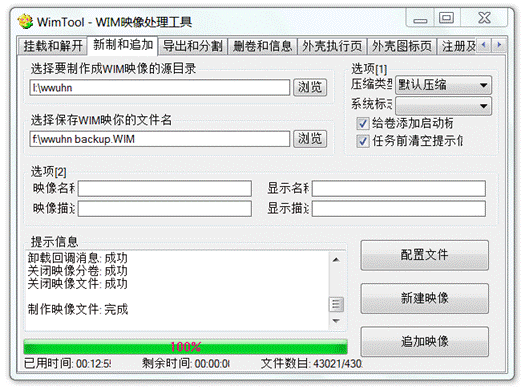 WimTool - WIM映像处理工具
挂载和解开 新制和追加 导出和分割 删卷和信息 外壳执行页 外壳图标页 注册及
选择要制作成WIM映像的源目录
I:\wwuhn 浏览
选择保存WIM映你的文件名
f:\wwuhn backup.WIM 浏览
选项[1]
压缩类型 默认压缩
系统标志
给卷添加启动标
任务前清空提示信
选项[2]
映像名称 显示名称
映像描述 显示描述
提示信息
卸载回调消息: 成功
关闭映像分卷: 成功
关闭映像文件: 成功
制作映像文件: 完成
配置文件
新建映像
追加映像
100%
已用时间: 00:12:55 剩余时间: 00:00:00 文件数目: 43021/430